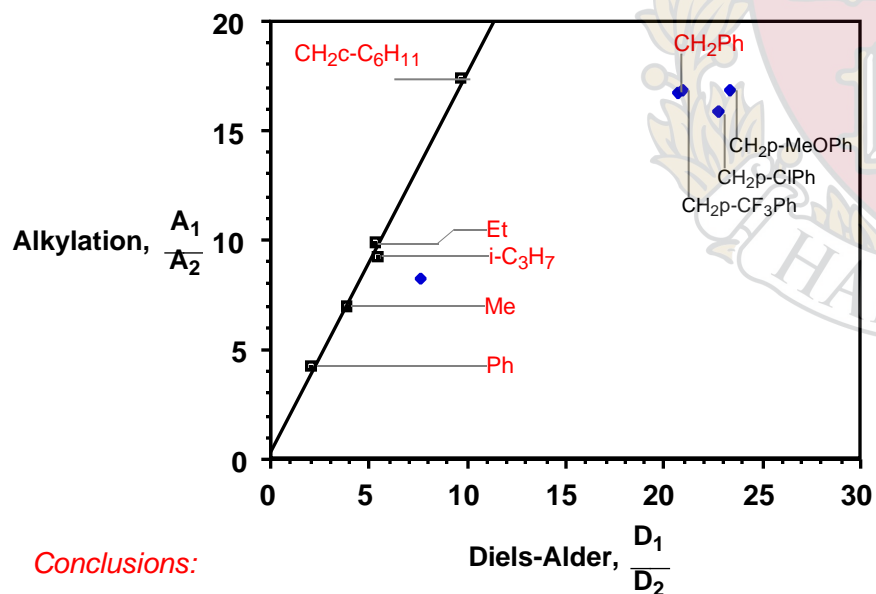 20
15
10
5
0
0
5
10
15
20
25
30
Alkylation, A1
A2
CH2c-C6H11
Et
i-C3H7
Me
Ph
CH2Ph
CH2p-MeOPh
CH2p-ClPh
CH2p-CF3Ph
HA
Diels-Alder, D1
D2
Conclusions: